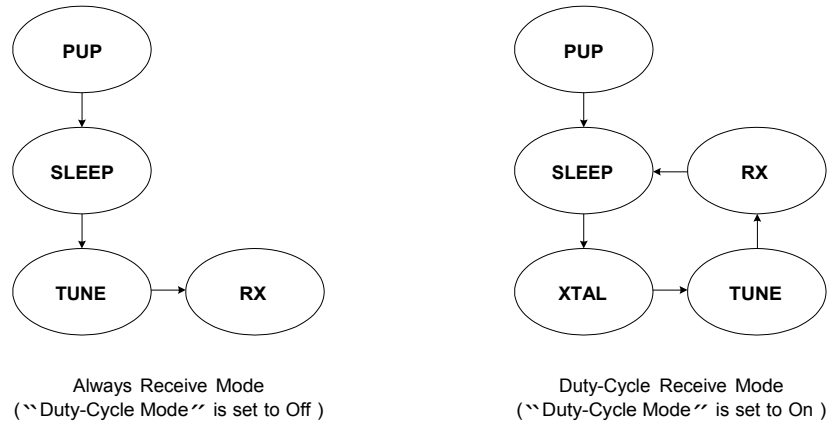 PUP
SLEEP
TUNE
RX
Always Receive Mode
(``Duty-Cycle Mode´´ is set to Off )
PUP
SLEEP
RX
XTAL
TUNE
Duty-Cycle Receive Mode
(``Duty-Cycle Mode´´ is set to On )